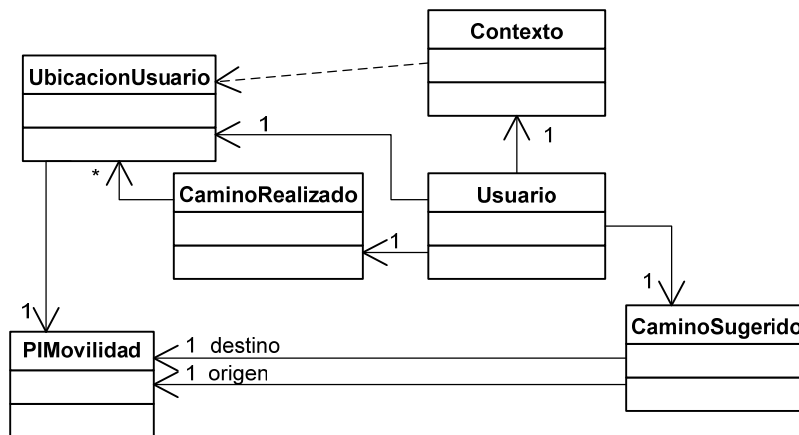 Contexto
UbicacionUsuario
1
1
*
CaminoRealizado
Usuario
1
1
1
CaminoSugerido
PIMovilidad
1 destino
1 origen